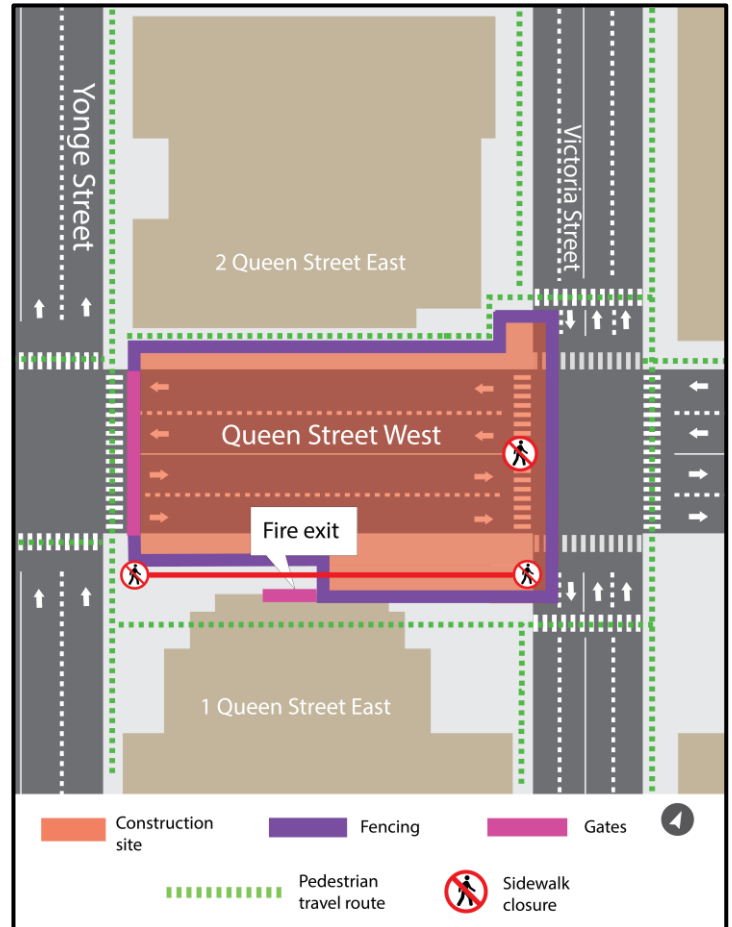 Yonge Street
Victoria Street
2 Queen Street East
Queen Street West
Fire exit
1 Queen Street East
Construction
site
Fencing
Gates
Pedestrian
travel route
Sidewalk
closure